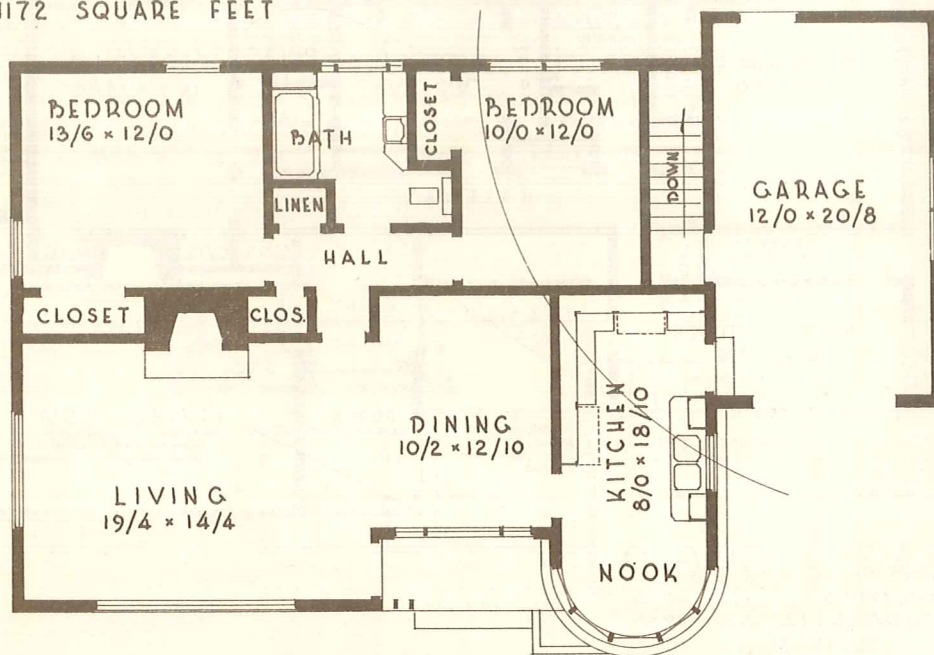 1172 SQUARE FEET
BEDROOM
13/6 × 12/0
BATH
CLOSET
BEDROOM
10/0 × 12/0
DOWN
GARAGE
12/0 × 20/8
LINEN
HALL
CLOSET
CLOS.
DINING
10/2 × 12/10
KITCHEN
8/0 × 18/10
LIVING
19/4 × 14/4
NOOK